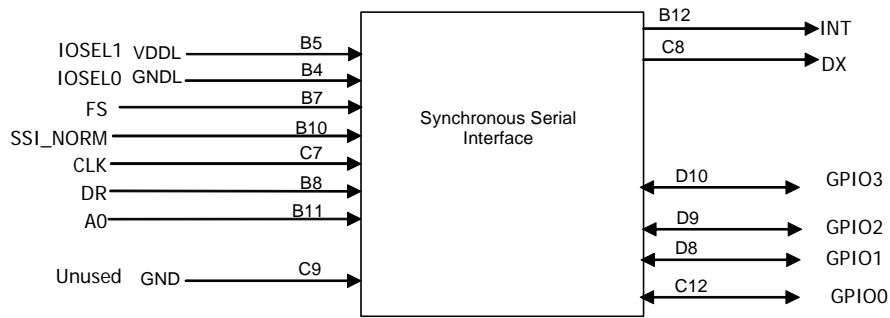 B12
INT
IOSEL1 VDDL B5
C8
DX
IOSEL0 GNDL B4
FS B7
Synchronous Serial
Interface
SSI_NORM B10
CLK C7
DR B8
D10 GPIO3
A0 B11
D9 GPIO2
D8 GPIO1
Unused GND C9
C12 GPIO0